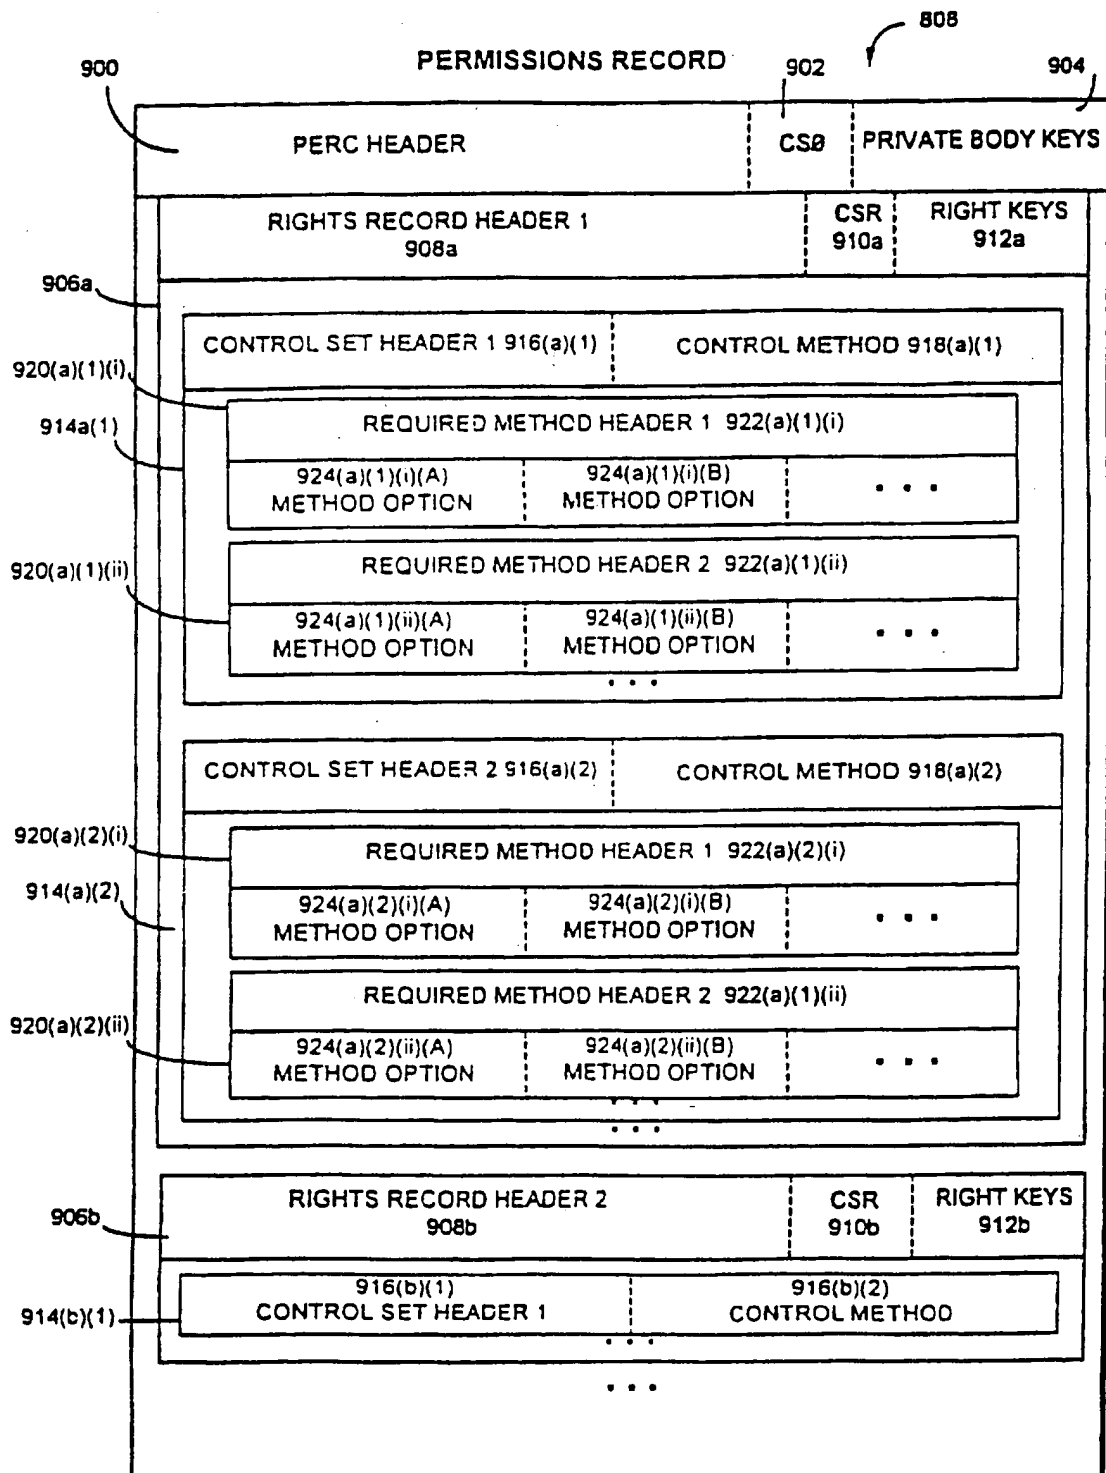 808
PERMISSIONS RECORD
900
902
904
PERC HEADER
CS0
PRIVATE BODY KEYS
RIGHTS RECORD HEADER 1
908a
CSR
910a
RIGHT KEYS
912a
906a
CONTROL SET HEADER 1 916(a)(1)
CONTROL METHOD 918(a)(1)
920(a)(1)(i)
914a(1)
REQUIRED METHOD HEADER 1 922(a)(1)(i)
924(a)(1)(i)(A)
METHOD OPTION
924(a)(1)(i)(B)
METHOD OPTION
. . .
920(a)(1)(ii)
REQUIRED METHOD HEADER 2 922(a)(1)(ii)
924(a)(1)(ii)(A)
METHOD OPTION
924(a)(1)(ii)(B)
METHOD OPTION
. . .
. . .
CONTROL SET HEADER 2 916(a)(2)
CONTROL METHOD 918(a)(2)
920(a)(2)(i)
914(a)(2)
REQUIRED METHOD HEADER 1 922(a)(2)(i)
924(a)(2)(i)(A)
METHOD OPTION
924(a)(2)(i)(B)
METHOD OPTION
. . .
920(a)(2)(ii)
REQUIRED METHOD HEADER 2 922(a)(1)(ii)
924(a)(2)(ii)(A)
METHOD OPTION
924(a)(2)(ii)(B)
METHOD OPTION
. . .
. . .
. . .
906b
RIGHTS RECORD HEADER 2
908b
CSR
910b
RIGHT KEYS
912b
914(b)(1)
916(b)(1)
CONTROL SET HEADER 1
916(b)(2)
CONTROL METHOD
. . .
. . .